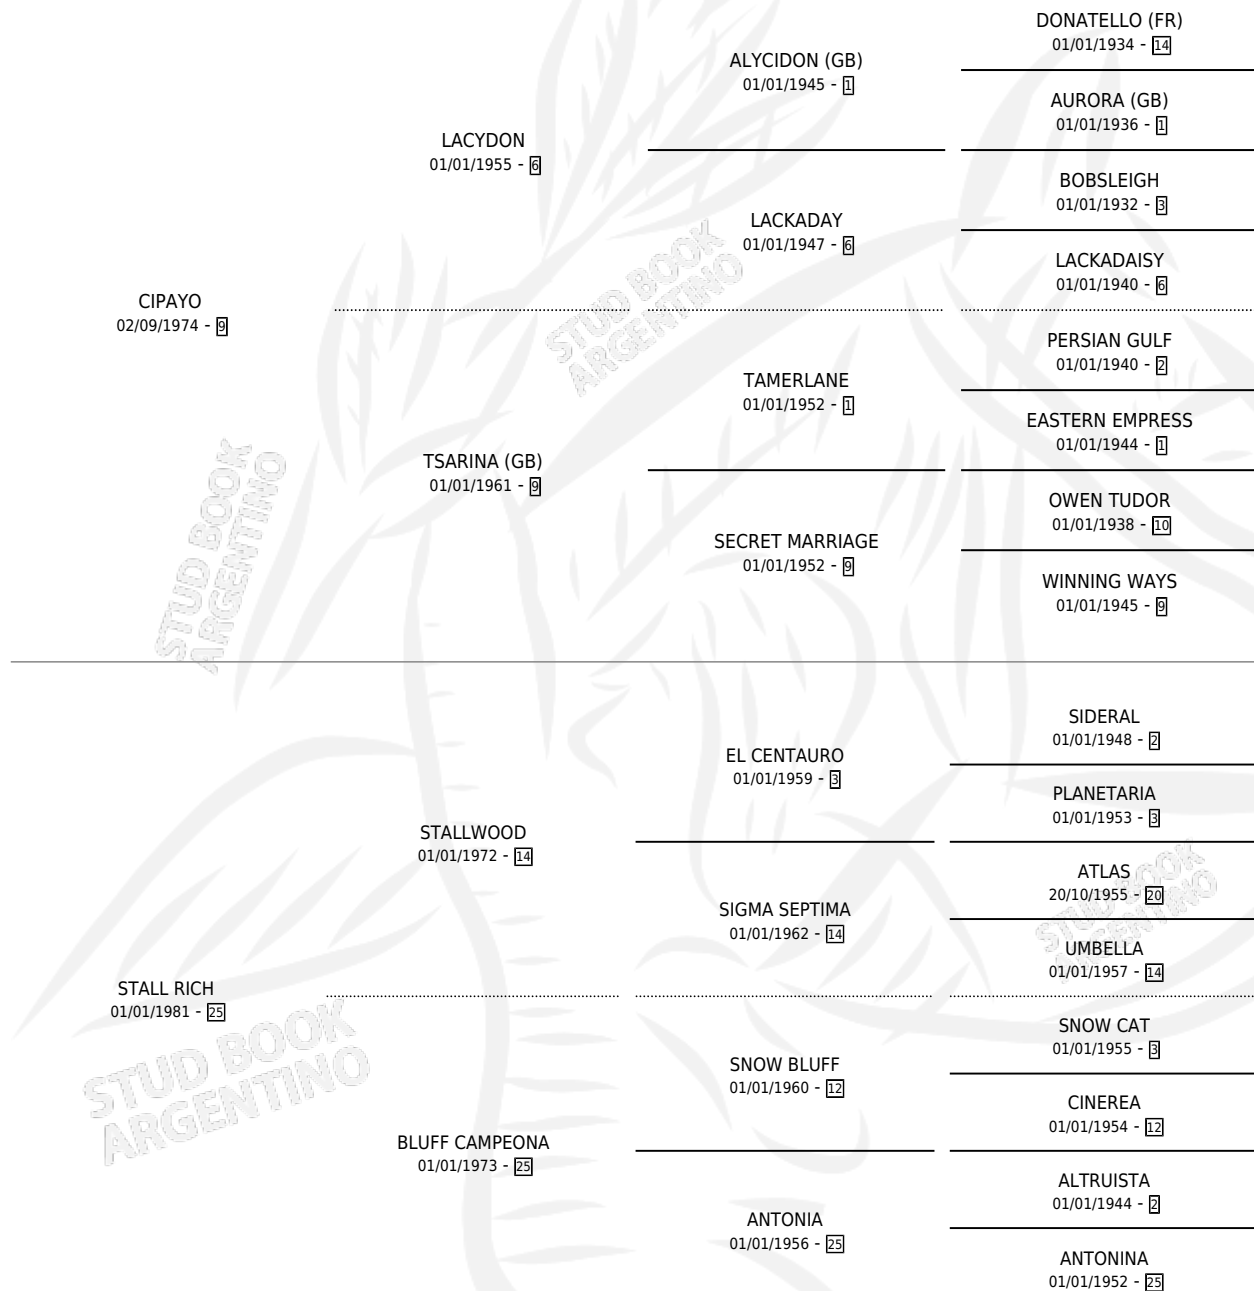 DONATELLO (FR)
01/01/1934 - 14
ALYCIDON (GB)
01/01/1945 - 1
AURORA (GB)
01/01/1936 - 1
LACYDON
01/01/1955 - 6
BOBSLEIGH
01/01/1932 - 3
LACKADAY
01/01/1947 - 6
LACKADAISY
01/01/1940 - 6
CIPAYO
02/09/1974 - 9
PERSIAN GULF
01/01/1940 - 2
TAMERLANE
01/01/1952 - 1
EASTERN EMPRESS
01/01/1944 - 1
TSARINA (GB)
01/01/1961 - 9
OWEN TUDOR
01/01/1938 - 10
SECRET MARRIAGE
01/01/1952 - 9
WINNING WAYS
01/01/1945 - 9
SIDERAL
01/01/1948 - 2
EL CENTAURO
01/01/1959 - 3
PLANETARIA
01/01/1953 - 3
STALLWOOD
01/01/1972 - 14
ATLAS
20/10/1955 - 20
SIGMA SEPTIMA
01/01/1962 - 14
UMBELLA
01/01/1957 - 14
STALL RICH
01/01/1981 - 25
SNOW CAT
01/01/1955 - 3
SNOW BLUFF
01/01/1960 - 12
CINEREA
01/01/1954 - 12
BLUFF CAMPEONA
01/01/1973 - 25
ALTRUISTA
01/01/1944 - 2
ANTONIA
01/01/1956 - 25
ANTONINA
01/01/1952 - 25
STUD BOOK
ARGENTINO
STUD BOOK
ARGENTINO
STUD BOOK
ARGENTINO
STUD BOOK
ARGENTINO